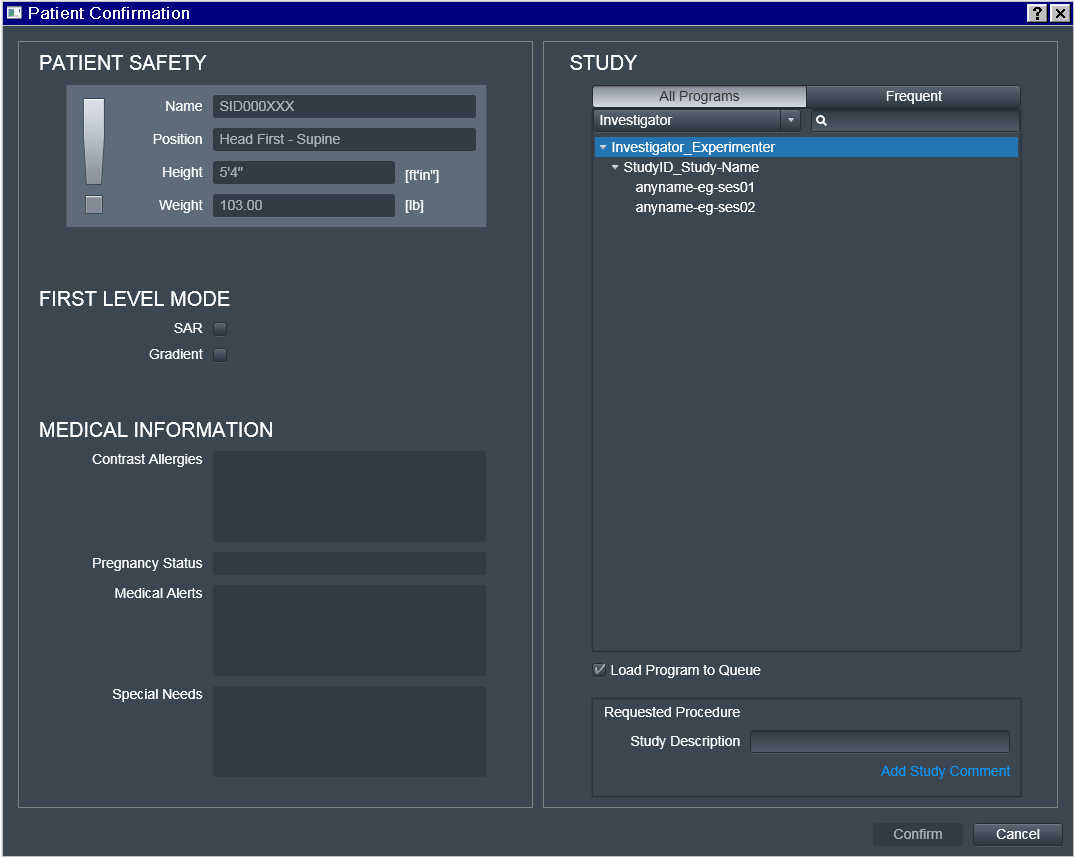 Patient Confirmation
PATIENT SAFETY
Name SID000XXX
Position Head First - Supine
Height 5'4" [ft'in"]
Weight 103.00 [lb]
FIRST LEVEL MODE
SAR
Gradient
MEDICAL INFORMATION
Contrast Allergies
Pregnancy Status
Medical Alerts
Special Needs
STUDY
All Programs Frequent
Investigator
Investigator_Experimenter
StudyID_Study-Name
anyname-eg-ses01
anyname-eg-ses02
Load Program to Queue
Requested Procedure
Study Description
Add Study Comment
Confirm Cancel